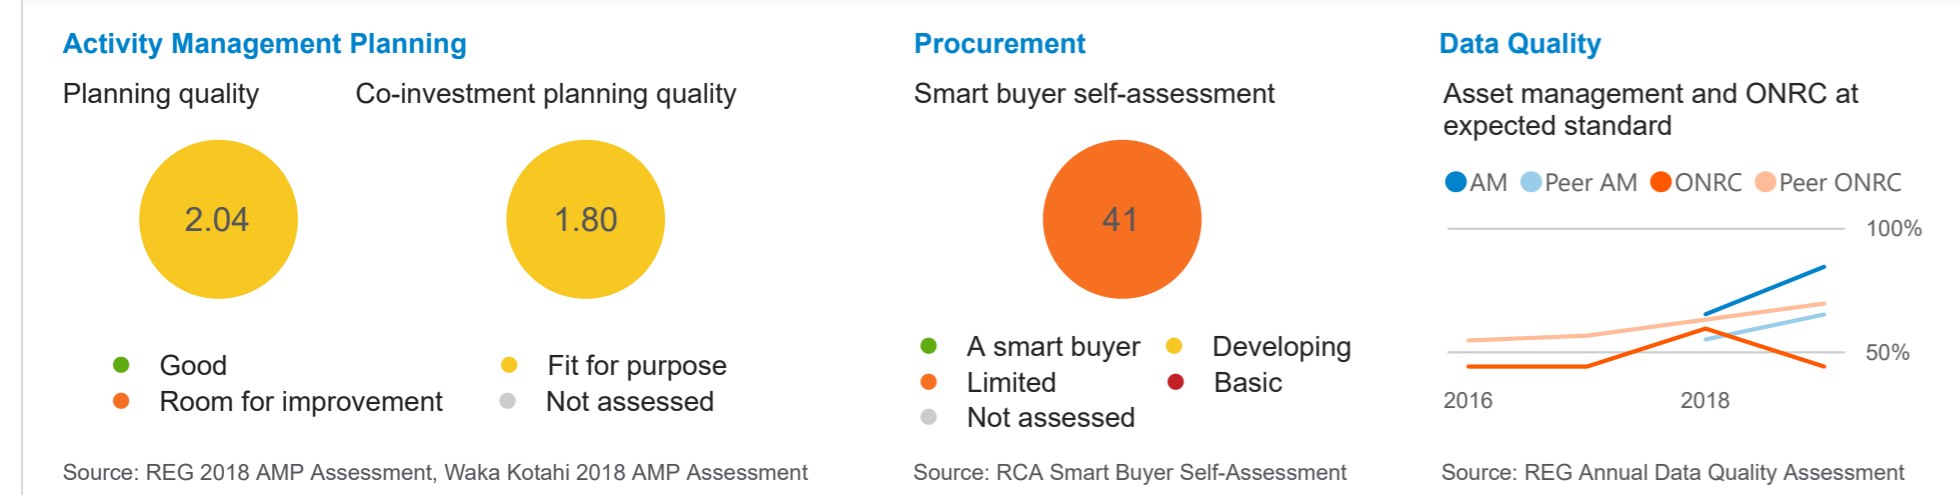 Activity Management Planning
Planning quality
Co-investment planning quality
2.04
1.80
Good
Fit for purpose
Room for improvement
Not assessed
Source: REG 2018 AMP Assessment, Waka Kotahi 2018 AMP Assessment
Procurement
Smart buyer self-assessment
41
A smart buyer
Developing
Limited
Basic
Not assessed
Source: RCA Smart Buyer Self-Assessment
Data Quality
Asset management and ONRC at
expected standard
AM Peer AM ONRC Peer ONRC
100%
50%
2016
2018
Source: REG Annual Data Quality Assessment